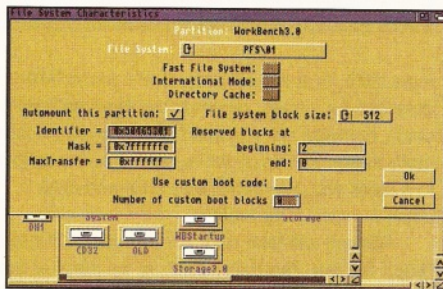 File System Characteristics
Partition: WorkBench3.0
File System: PFS\01
Fast File System:
International Mode:
Directory Cache:
Automount this partition:
File system block size: 512
Identifier = 0x50465301
Reserved blocks at
Mask = 0x7ffffffe
beginning: 2
MaxTransfer = 0xffffff
end: 0
Use custom boot code:
Ok
Number of custom boot blocks 0
Cancel
DH1
System
Storage
CD32
OLD
WBStartup
Storage3.0